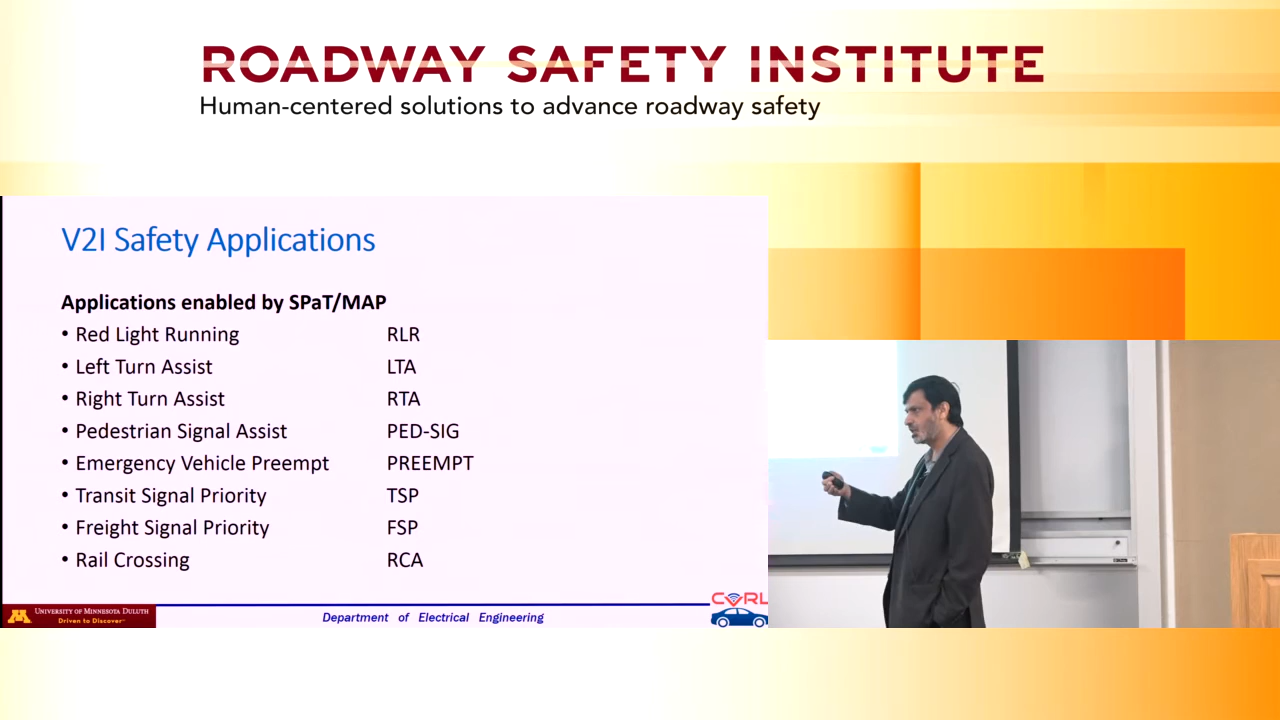 ROADWAY SAFETY INSTITUTE
Human-centered solutions to advance roadway safety
V2I Safety Applications
Applications enabled by SPaT/MAP
• Red Light Running RLR
• Left Turn Assist LTA
• Right Turn Assist RTA
• Pedestrian Signal Assist PED-SIG
• Emergency Vehicle Preempt PREEMPT
• Transit Signal Priority TSP
• Freight Signal Priority FSP
• Rail Crossing RCA
University of Minnesota Duluth
Driven to Discover
Department of Electrical Engineering
CVRL